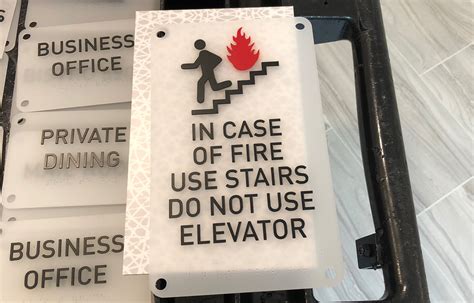 BUSINESS
OFFICE
PRIVATE
DINING
BUSINESS
OFFICE
IN CASE
OF FIRE
USE STAIRS
DO NOT USE
ELEVATOR